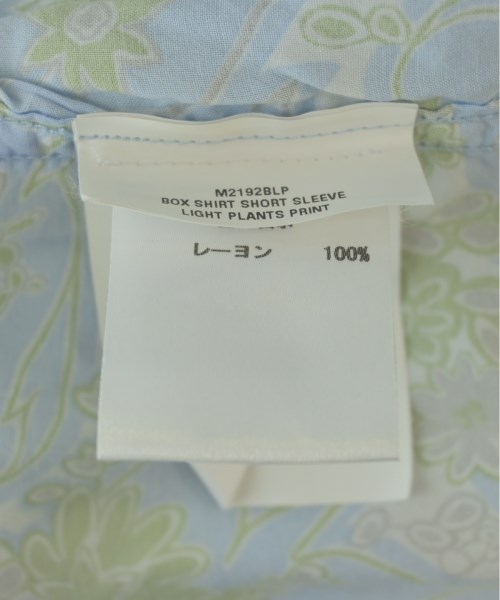 M2192BLP
BOX SHIRT SHORT SLEEVE
LIGHT PLANTS PRINT
レーヨン 100%